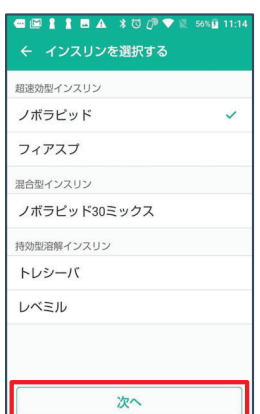 56% 11:14
← インスリンを選択する
超速効型インスリン
ノボラピッド
フィアスプ
混合型インスリン
ノボラピッド30ミックス
持効型溶解インスリン
トレシーバ
レベミル
次へ